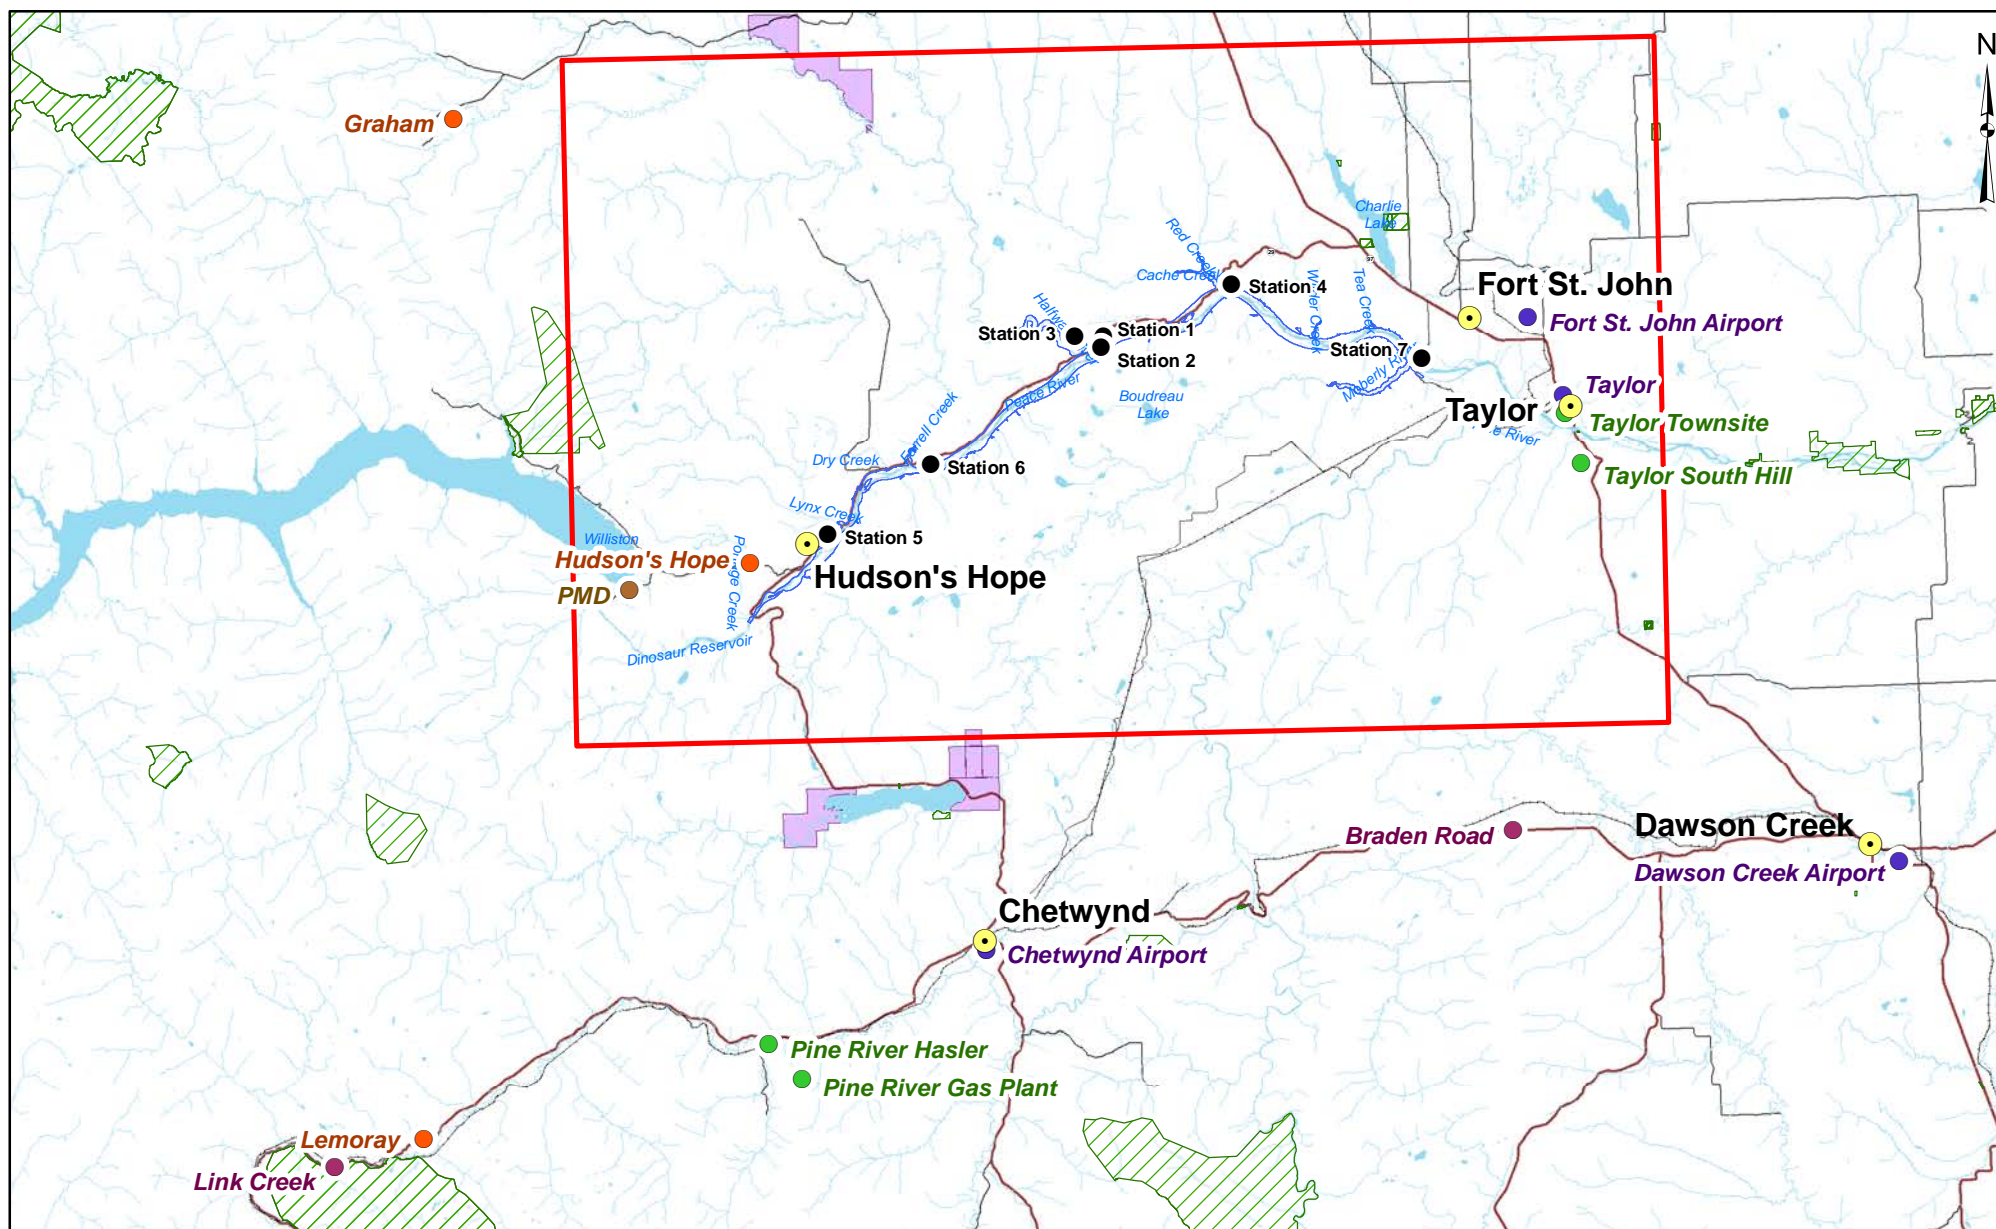 N
Graham
Charlie
Lake
Red Creek
Cache Creek
Station 4
29
97
Tea Creek
Fort St. John
Fort St. John Airport
Station 3
Station 1
Station 2
Station 7
Peace River
Boudreau
Lake
Taylor
Taylor
Taylor Townsite
River
Taylor South Hill
Farrell Creek
Dry Creek
Station 6
Lynx Creek
Station 5
Williston
Hudson's Hope
Hudson's Hope
PMD
Dinosaur Reservoir
Braden Road
Dawson Creek
Dawson Creek Airport
Chetwynd
Chetwynd Airport
Pine River Hasler
Pine River Gas Plant
Lemoray
Link Creek